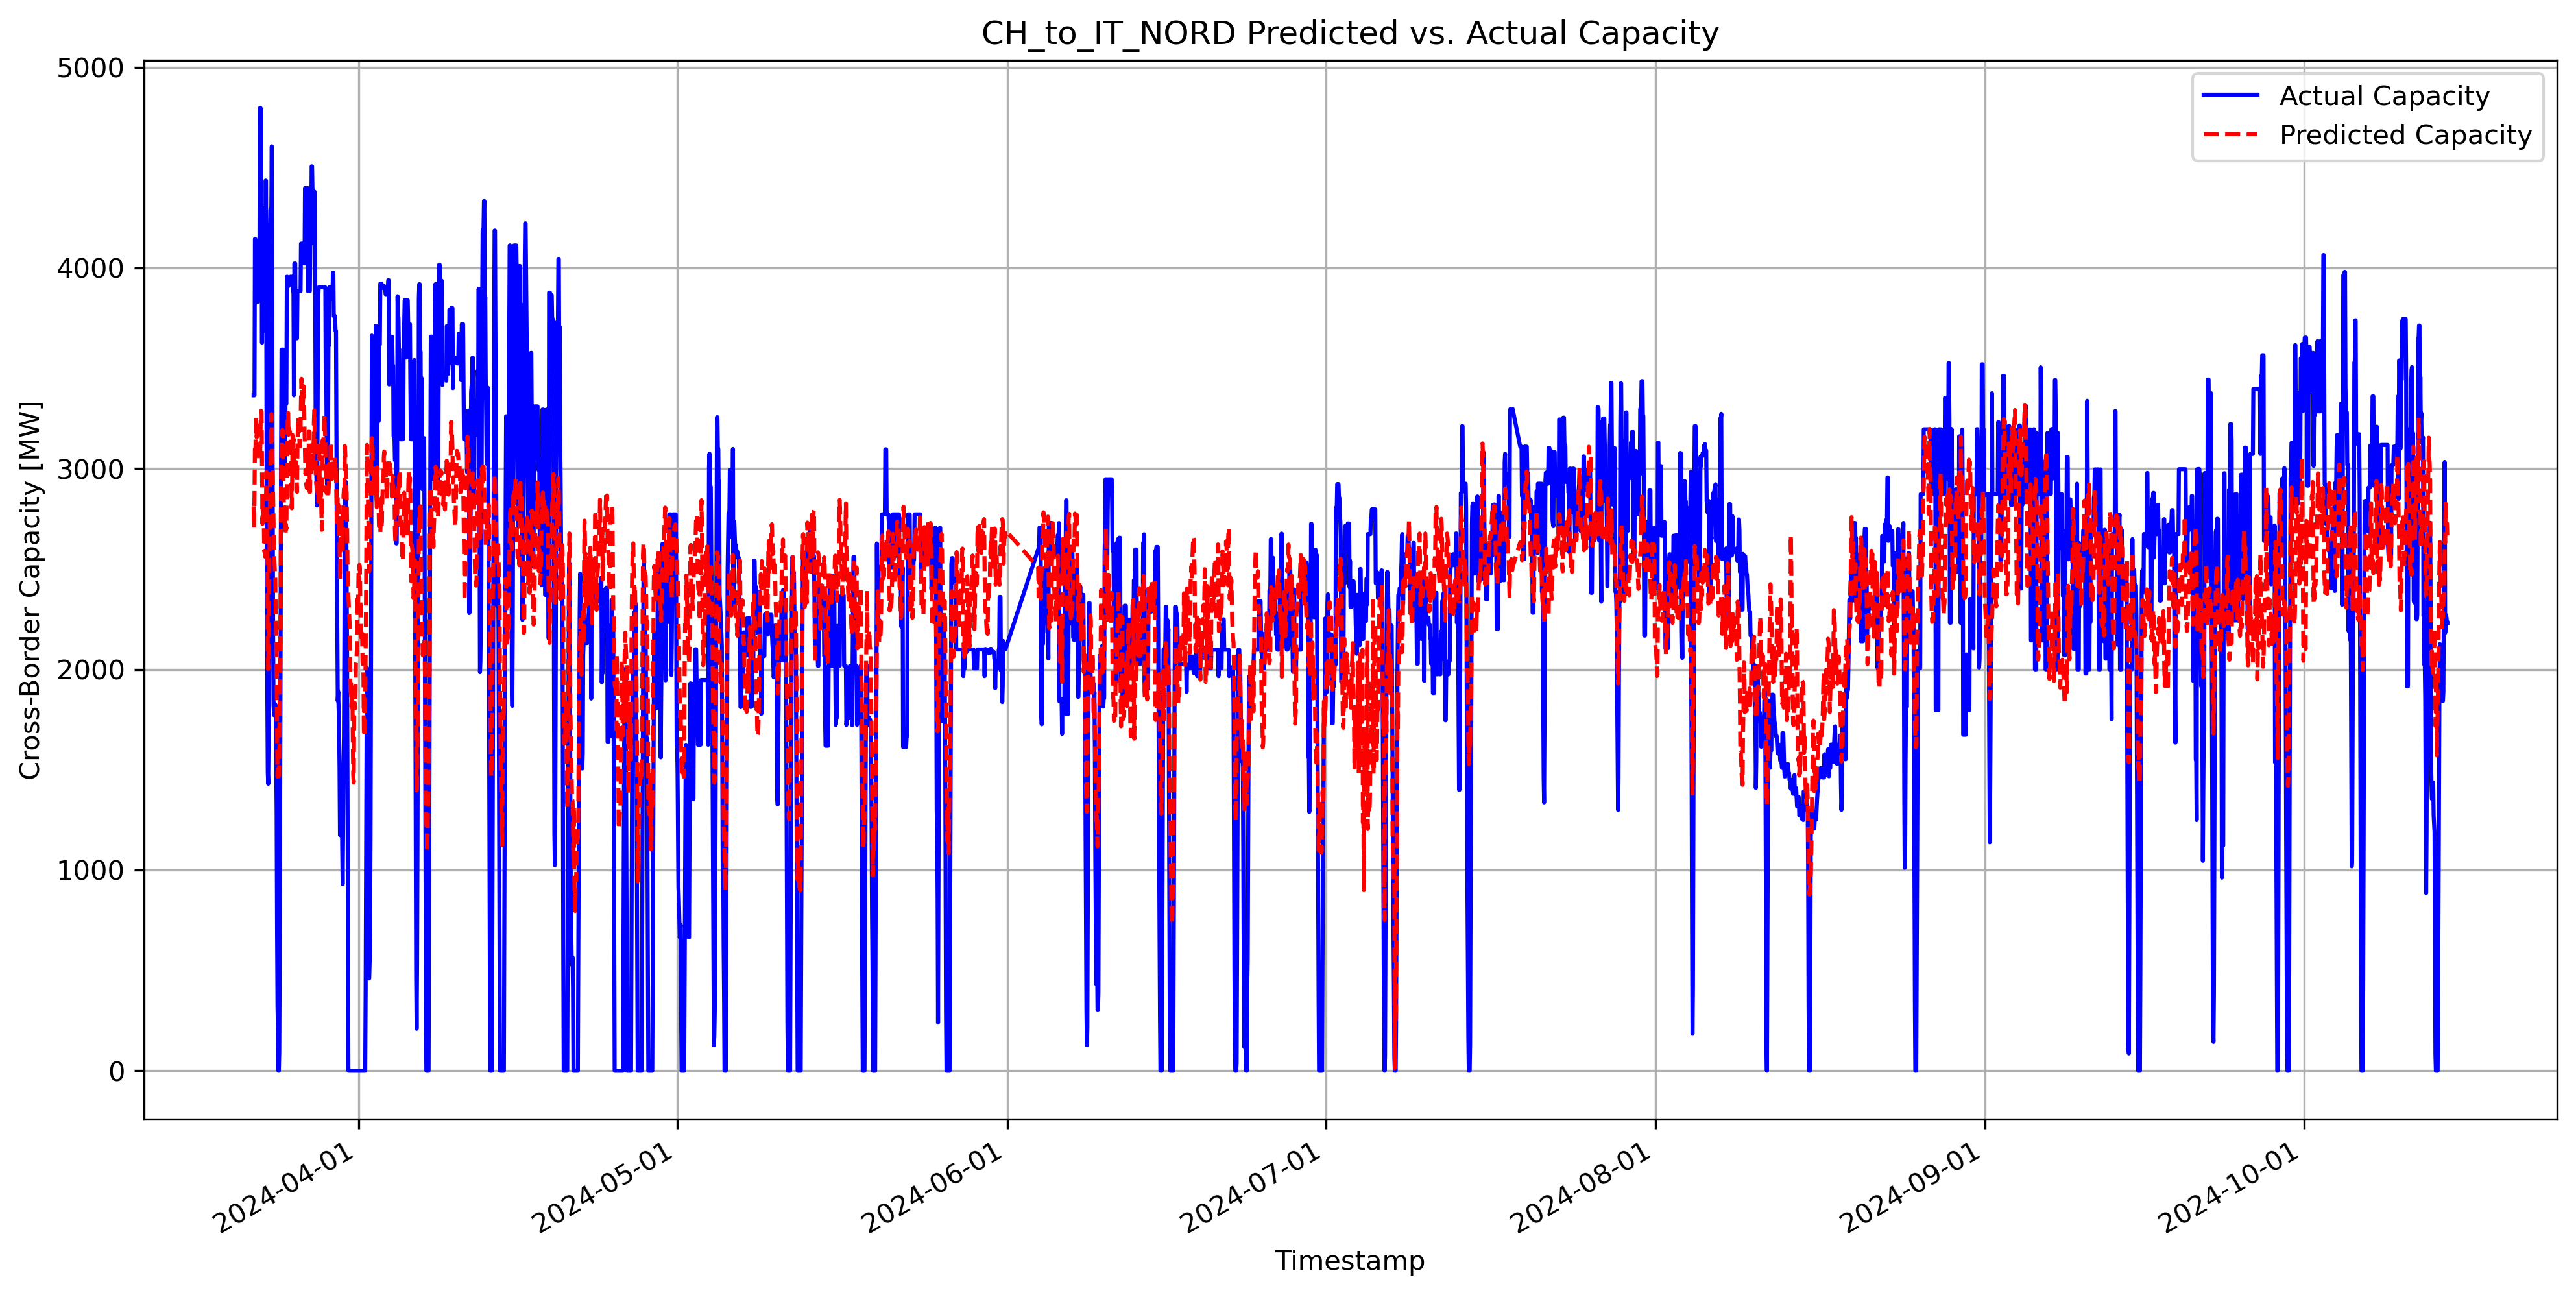 CH_to_IT_NORD Predicted vs. Actual Capacity
Actual Capacity
Predicted Capacity
Cross-Border Capacity [MW]
5000
4000
3000
2000
1000
0
2024-04-01
2024-05-01
2024-06-01
2024-07-01
2024-08-01
2024-09-01
2024-10-01
Timestamp